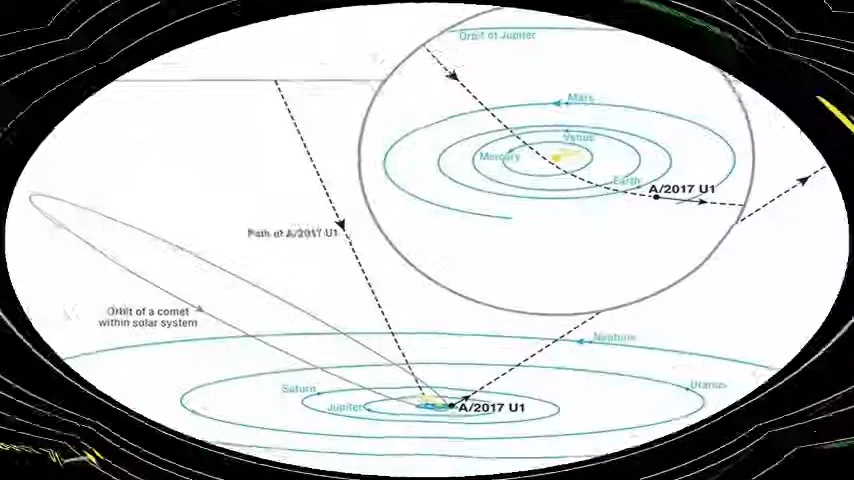 Orbit of Jupiter
Mars
Venus
Mercury
Earth
A/2017 U1
Path of A/2017 U1
Orbit of a comet
within solar system
Neptune
Saturn
Uranus
Jupiter
A/2017 U1